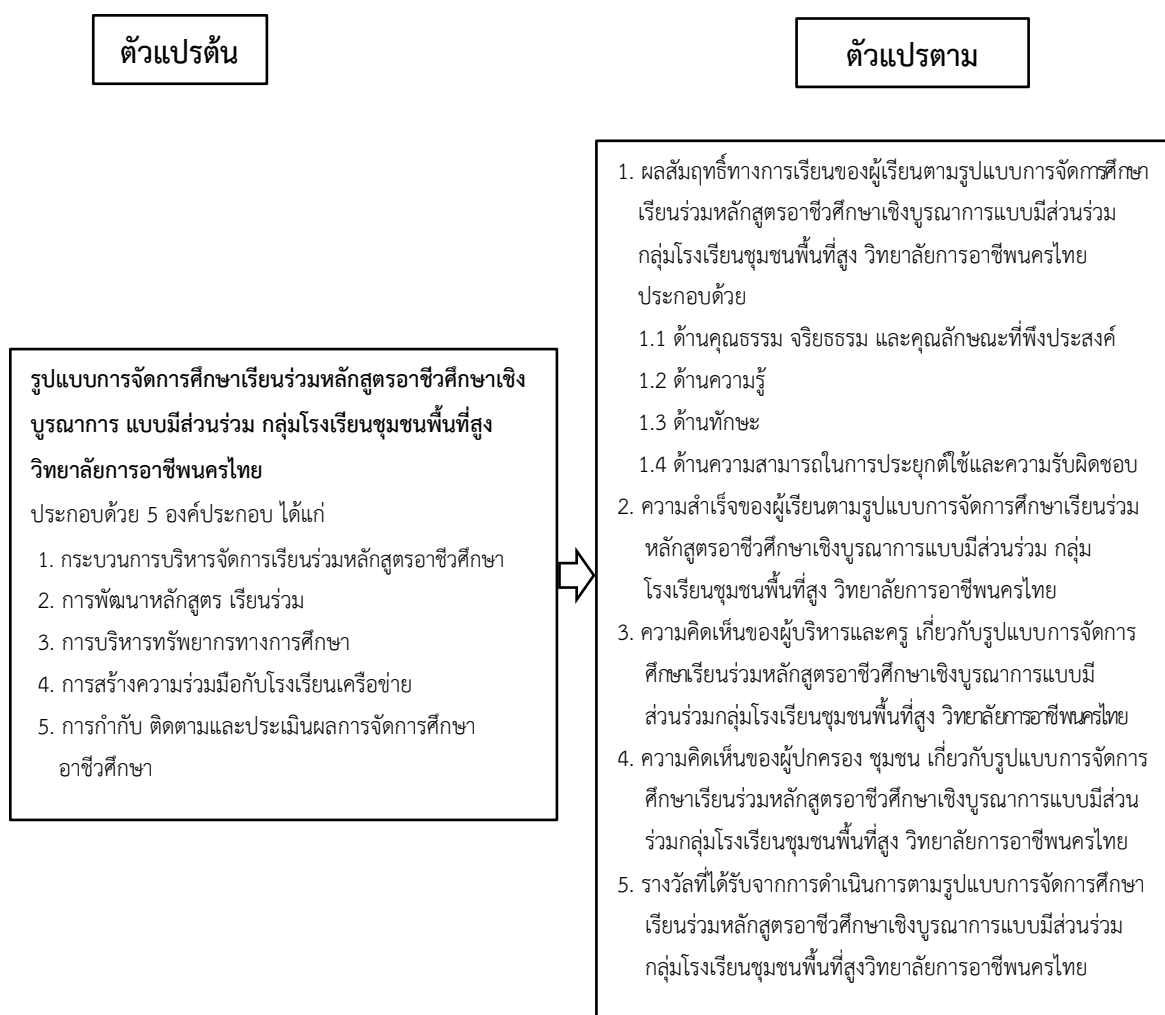 ตัวแปรต้น
ตัวแปรตาม
รูปแบบการจัดการศึกษาเรียนร่วมหลักสูตรอาชีวศึกษาเชิง
บูรณาการ แบบมีส่วนร่วม กลุ่มโรงเรียนชุมชนพื้นที่สูง
วิทยาลัยการอาชีพนครไทย
ประกอบด้วย 5 องค์ประกอบ ได้แก่
1. กระบวนการบริหารจัดการเรียนร่วมหลักสูตรอาชีวศึกษา
2. การพัฒนาหลักสูตร เรียนร่วม
3. การบริหารทรัพยากรทางการศึกษา
4. การสร้างความร่วมมือกับโรงเรียนเครือข่าย
5. การกำกับ ติดตามและประเมินผลการจัดการศึกษา
อาชีวศึกษา
1. ผลสัมฤทธิ์ทางการเรียนของผู้เรียนตามรูปแบบการจัดการศึกษา
เรียนร่วมหลักสูตรอาชีวศึกษาเชิงบูรณาการแบบมีส่วนร่วม
กลุ่มโรงเรียนชุมชนพื้นที่สูง วิทยาลัยการอาชีพนครไทย
ประกอบด้วย
1.1 ด้านคุณธรรม จริยธรรม และคุณลักษณะที่พึงประสงค์
1.2 ด้านความรู้
1.3 ด้านทักษะ
1.4 ด้านความสามารถในการประยุกต์ใช้และความรับผิดชอบ
2. ความสำเร็จของผู้เรียนตามรูปแบบการจัดการศึกษาเรียนร่วม
หลักสูตรอาชีวศึกษาเชิงบูรณาการแบบมีส่วนร่วม กลุ่ม
โรงเรียนชุมชนพื้นที่สูง วิทยาลัยการอาชีพนครไทย
3. ความคิดเห็นของผู้บริหารและครู เกี่ยวกับรูปแบบการจัดการ
ศึกษาเรียนร่วมหลักสูตรอาชีวศึกษาเชิงบูรณาการแบบมี
ส่วนร่วมกลุ่มโรงเรียนชุมชนพื้นที่สูง วิทยาลัยการอาชีพนครไทย
4. ความคิดเห็นของผู้ปกครอง ชุมชน เกี่ยวกับรูปแบบการจัดการ
ศึกษาเรียนร่วมหลักสูตรอาชีวศึกษาเชิงบูรณาการแบบมีส่วน
ร่วมกลุ่มโรงเรียนชุมชนพื้นที่สูง วิทยาลัยการอาชีพนครไทย
5. รางวัลที่ได้รับจากการดำเนินการตามรูปแบบการจัดการศึกษา
เรียนร่วมหลักสูตรอาชีวศึกษาเชิงบูรณาการแบบมีส่วนร่วม
กลุ่มโรงเรียนชุมชนพื้นที่สูงวิทยาลัยการอาชีพนครไทย